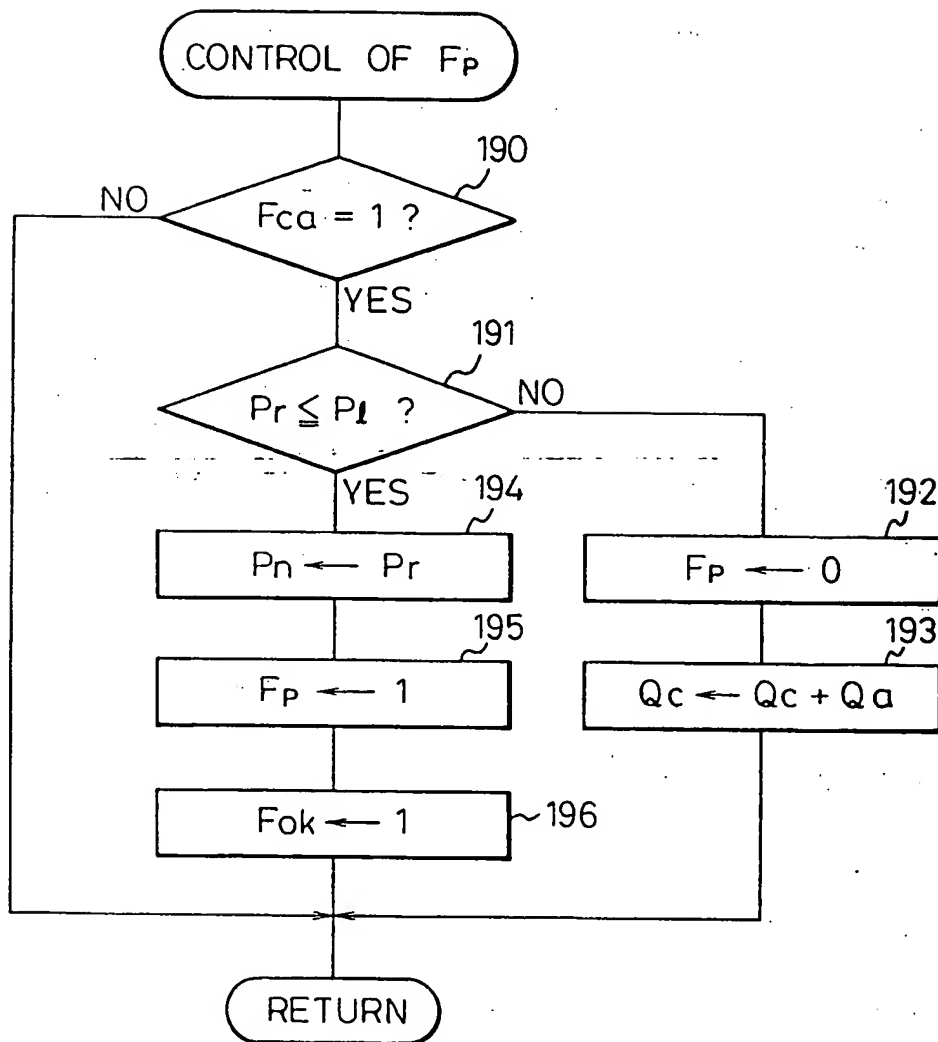 CONTROL OF FP
190
NO
Fca = 1 ?
YES
191
NO
Pr ≦ Pl ?
YES
194
192
Pn ← Pr
FP ← 0
195
193
FP ← 1
Qc ← Qc + Qa
Fok ← 1
196
RETURN